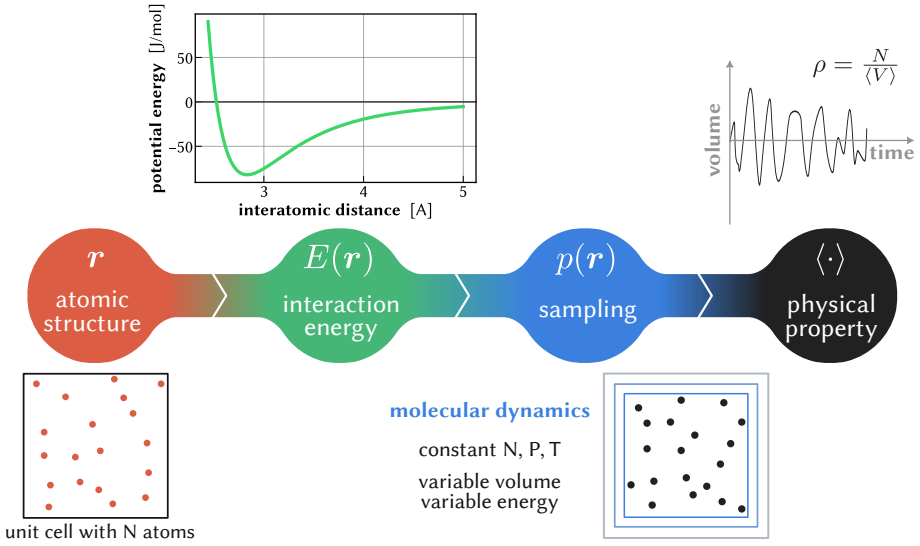 potential energy [J/mol]
50
0
−50
3 4 5
interatomic distance [A]
ρ = N/⟨V⟩
volume
time
r
atomic
structure
E(r)
interaction
energy
p(r)
sampling
⟨·⟩
physical
property
unit cell with N atoms
molecular dynamics
constant N, P, T
variable volume
variable energy